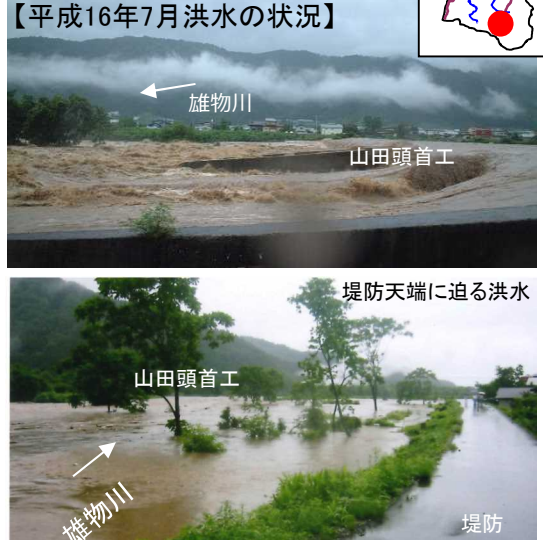 【平成16年7月洪水の状況】
雄物川
山田頭首工
堤防天端に迫る洪水
山田頭首工
雄物川
堤防